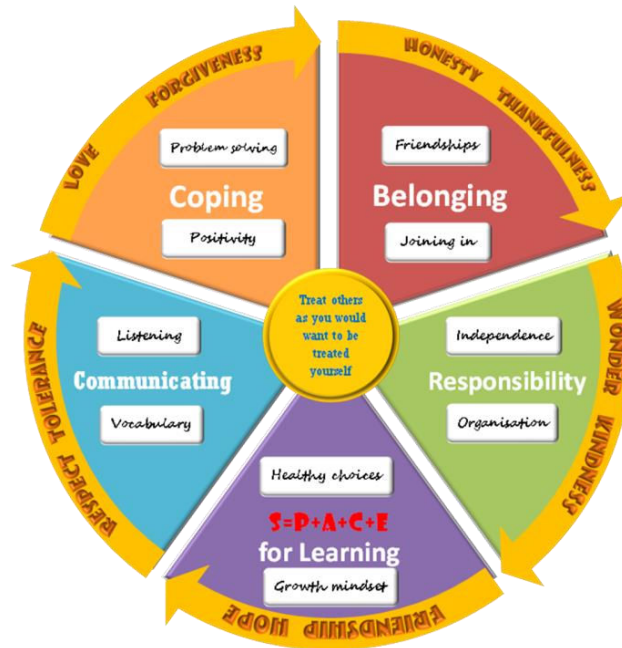 LOVE FORGIVENESS
HONESTY THANKFULNESS
Problem solving
Coping
Positivity
Friendships
Belonging
Joining in
Treat others
as you would
want to be
treated
yourself
Listening
Communicating
Vocabulary
RESPECT TOLERANCE
Independence
Responsibility
Organisation
WONDER KINDNESS
Healthy choices
S=P+A+C+E
for Learning
Growth mindset
FRIENDSHIP HOPE